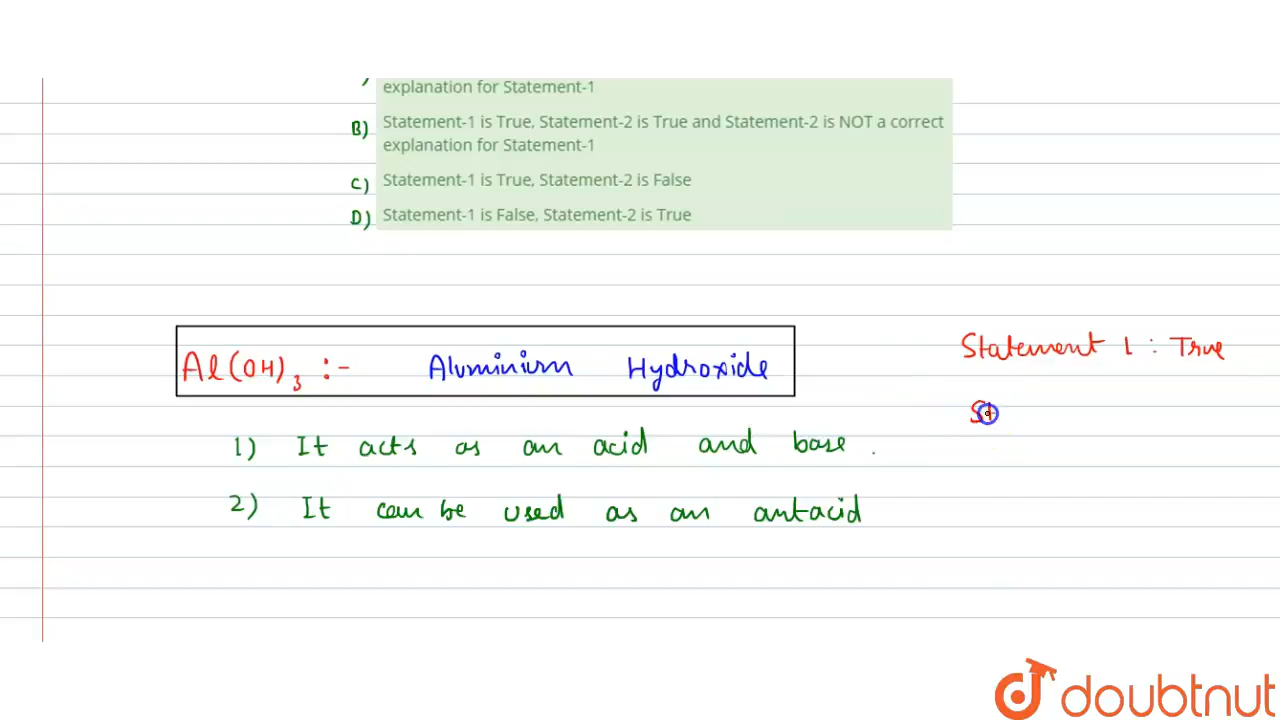 explanation for Statement-1
B) Statement-1 is True, Statement-2 is True and Statement-2 is NOT a correct
explanation for Statement-1
C) Statement-1 is True, Statement-2 is False
D) Statement-1 is False, Statement-2 is True
Al(OH)₃ :- Aluminium Hydroxide
Statement 1 : True
St
1) It acts as an acid and base .
2) It can be used as an antacid
doubtnut